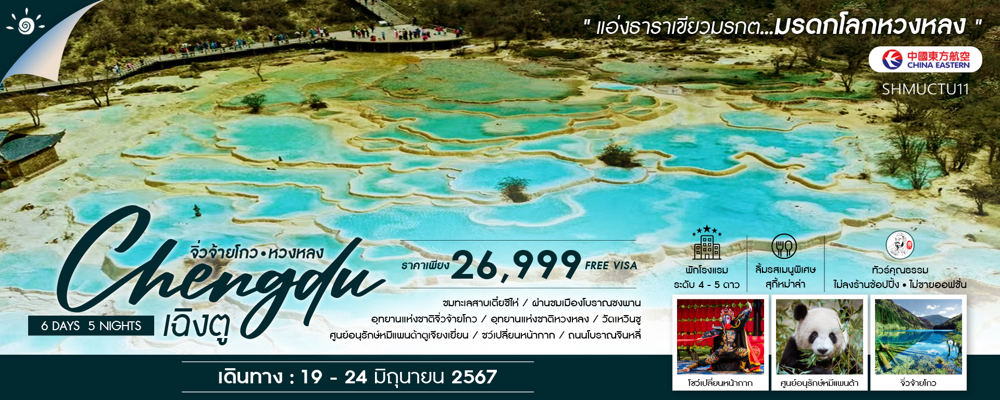 " แอ่งธาราเขียวมรกต...มรดกโลกหวงหลง "
中國東方航空
CHINA EASTERN
SHMUCTU11
Chengdu
จิ่วจ้ายโกว • หวงหลง
เฉิงตู
6 DAYS 5 NIGHTS
ราคาเพียง 26,999 FREE VISA
ชมทะเลสาบเตี๋ยซีไห่ / ผ่านชมเมืองโบราณซงพาน
อุทยานแห่งชาติจิ่วจ้ายโกว / อุทยานแห่งชาติหวงหลง / วัดเหวินซู
ศูนย์อนุรักษ์หมีแพนด้าตูเจียงเยี่ยน / ชว์เปลี่ยนหน้ากาก / ถนนโบราณจินหลี่
พักโรงแรม
ระดับ 4 - 5 ดาว
ลิ้มรสเมนูพิเศษ
สุกี้หม่าล่า
ทัวร์คุณธรรม
ไม่ลงร้านช้อปปิ้ง • ไม่ขายออฟชั่น
โชว์เปลี่ยนหน้ากาก
ศูนย์อนุรักษ์หมีแพนด้า
จิ่วจ้ายโกว
เดินทาง : 19 - 24 มิถุนายน 2567